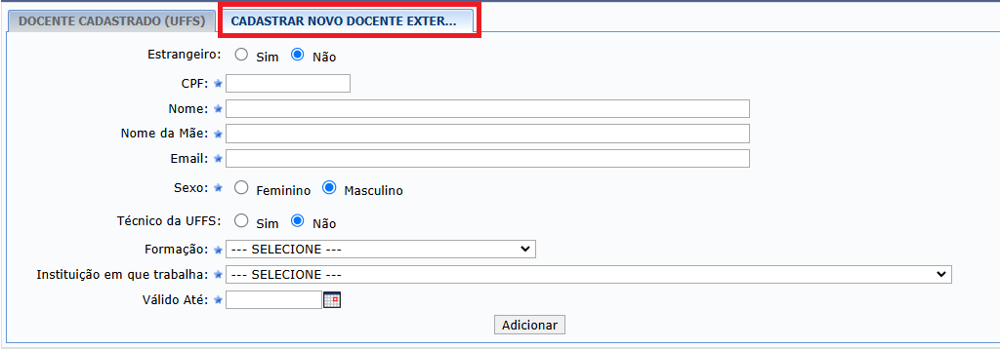 DOCENTE CADASTRADO (UFFS) CADASTRAR NOVO DOCENTE EXTER...
Estrangeiro: Sim Não
CPF:
Nome:
Nome da Mãe:
Email:
Sexo: Feminino Masculino
Técnico da UFFS: Sim Não
Formação: --- SELECIONE ---
Instituição em que trabalha: --- SELECIONE ---
Válido Até:
Adicionar